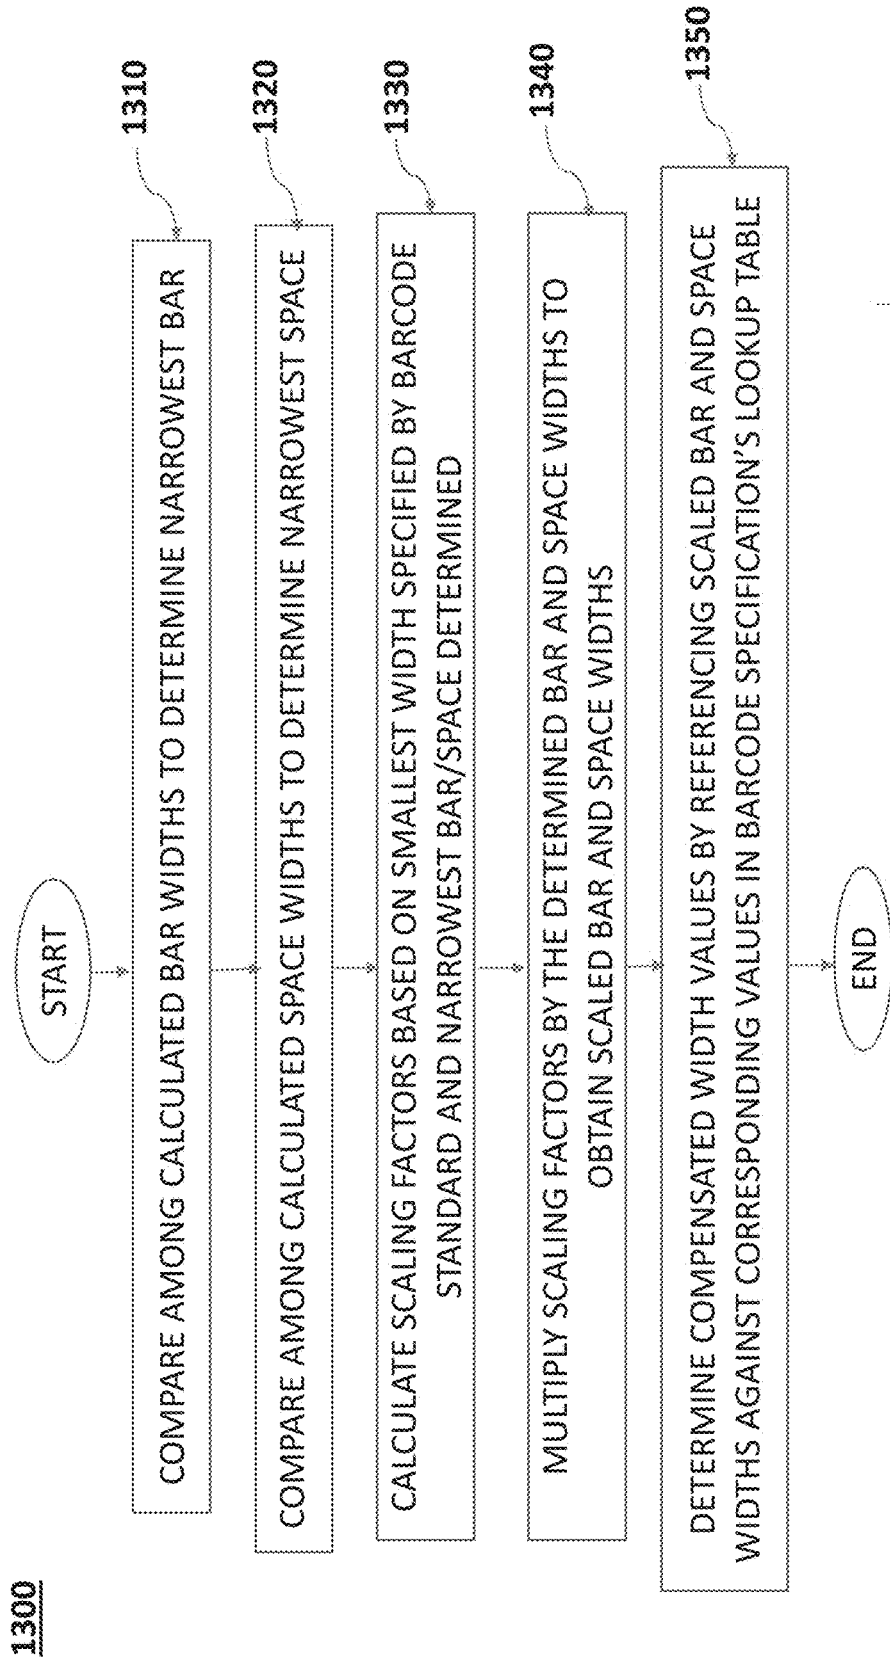 1300
START
COMPARE AMONG CALCULATED BAR WIDTHS TO DETERMINE NARROWEST BAR
1310
COMPARE AMONG CALCULATED SPACE WIDTHS TO DETERMINE NARROWEST SPACE
1320
CALCULATE SCALING FACTORS BASED ON SMALLEST WIDTH SPECIFIED BY BARCODE
STANDARD AND NARROWEST BAR/SPACE DETERMINED
1330
MULTIPLY SCALING FACTORS BY THE DETERMINED BAR AND SPACE WIDTHS TO
OBTAIN SCALED BAR AND SPACE WIDTHS
1340
DETERMINE COMPENSATED WIDTH VALUES BY REFERENCING SCALED BAR AND SPACE
WIDTHS AGAINST CORRESPONDING VALUES IN BARCODE SPECIFICATION'S LOOKUP TABLE
1350
END